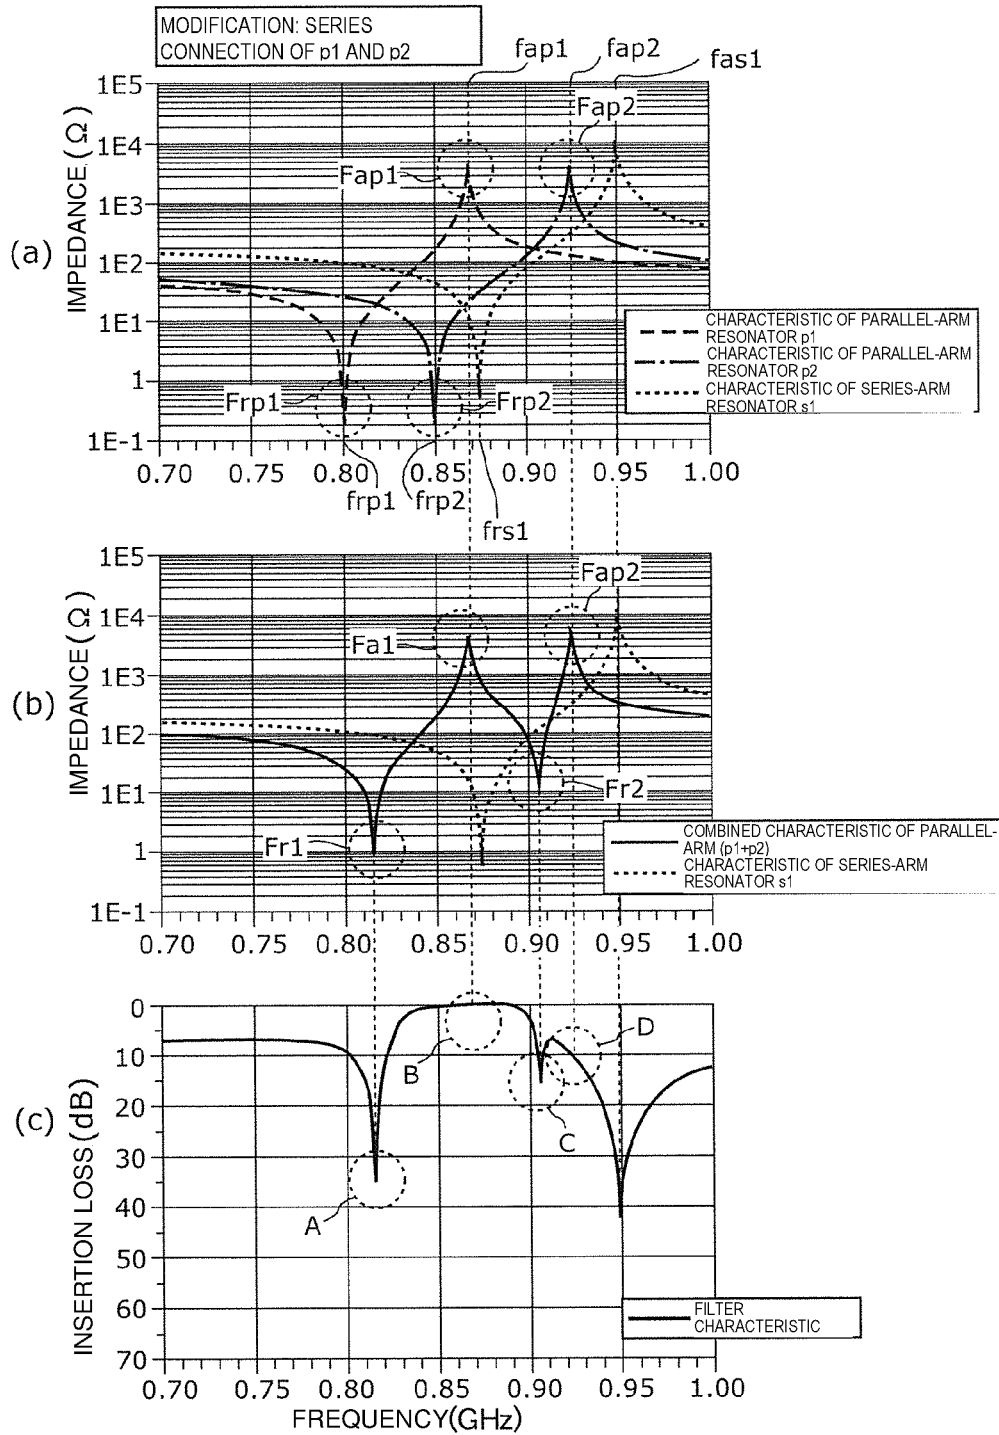 MODIFICATION: SERIES
CONNECTION OF p1 AND p2
fap1
fap2
fas1
(a)
IMPEDANCE (Ω)
1E5
1E4
1E3
1E2
1E1
1
1E-1
Fap2
Fap1
Frp1
Frp2
CHARACTERISTIC OF PARALLEL-ARM
RESONATOR p1
CHARACTERISTIC OF PARALLEL-ARM
RESONATOR p2
CHARACTERISTIC OF SERIES-ARM
RESONATOR s1
0.70 0.80 0.85 0.90 0.95 1.00
frp1
frp2
frs1
(b)
IMPEDANCE (Ω)
1E5
1E4
1E3
1E2
1E1
1
1E-1
Fap2
Fa1
Fr2
Fr1
COMBINED CHARACTERISTIC OF PARALLEL-
ARM (p1+p2)
CHARACTERISTIC OF SERIES-ARM
RESONATOR s1
0.70 0.75 0.80 0.85 0.90 0.95 1.00
(c)
INSERTION LOSS (dB)
0
10
20
30
40
50
60
70
D
B
C
A
FILTER
CHARACTERISTIC
0.70 0.75 0.80 0.85 0.90 0.95 1.00
FREQUENCY(GHz)